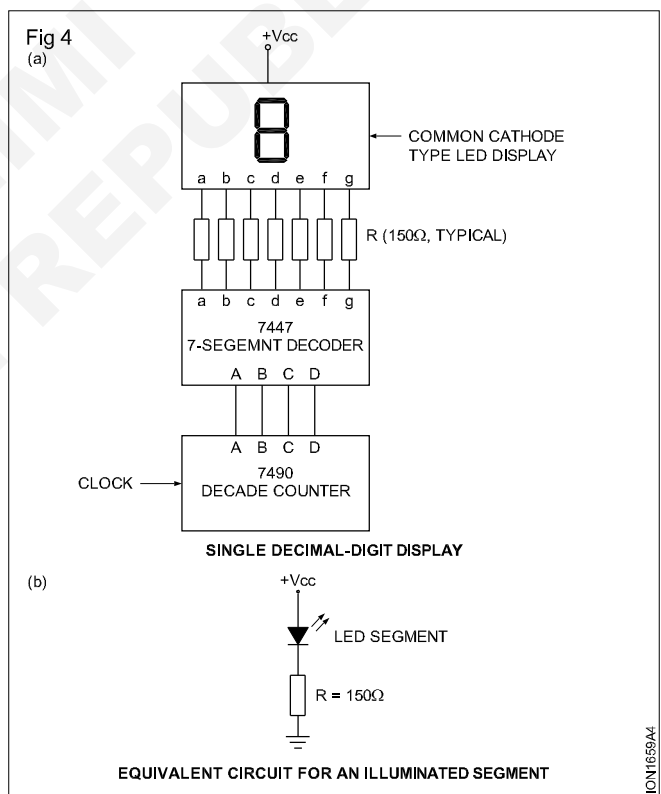 Fig 4
(a)
+Vcc
COMMON CATHODE
TYPE LED DISPLAY
a b c d e f g
R (150Ω, TYPICAL)
a b c d e f g
7447
7-SEGEMNT DECODER
A B C D
A B C D
7490
DECADE COUNTER
CLOCK
SINGLE DECIMAL-DIGIT DISPLAY
(b)
+Vcc
LED SEGMENT
R = 150Ω
EQUIVALENT CIRCUIT FOR AN ILLUMINATED SEGMENT
ION1659A4